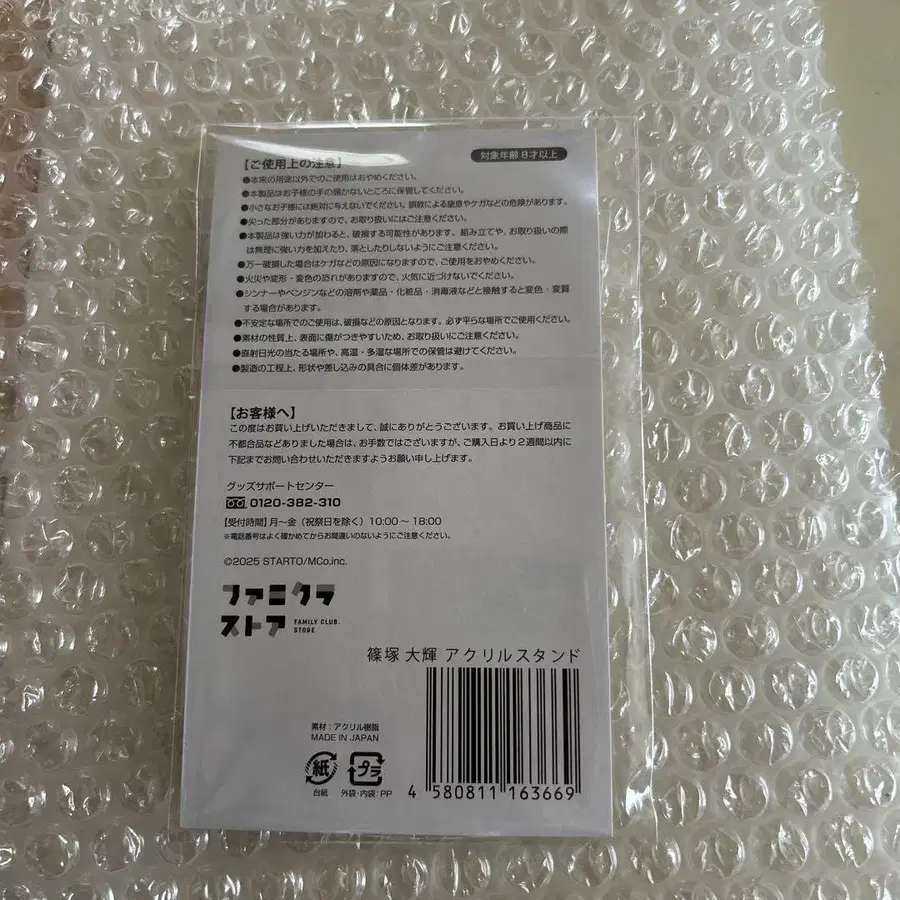 【ご使用上の注意】
対象年齢 8才以上
●本来の用途以外でのご使用はおやめください。
●本製品はお子様の手の届かないところに保管してください。
●小さなお子様には絶対に与えないでください。誤飲による窒息やケガなどの危険があります。
●尖った部分がありますので、お取り扱いにはご注意ください。
●本製品は強い力が加わると、破損する可能性があります。組み立てや、お取り扱いの際
は無理に強い力を加えたり、落としたりしないようにご注意ください。
●万一破損した場合はケガなどの原因になりますので、ご使用をおやめください。
●火災や変形・変色の恐れがありますので、火気に近づけないでください。
●シンナーやベンジンなどの溶剤や薬品・化粧品・消毒液などと接触すると変色・変質
する場合があります。
●不安定な場所でのご使用は、破損などの原因となります。必ず平らな場所でご使用ください。
●素材の性質上、表面に傷がつきやすいため、お取り扱いにご注意ください。
●直射日光の当たる場所や、高温・多湿な場所での保管は避けてください。
●製造の工程上、形状や差し込みの具合に個体差があります。
【お客様へ】
この度はお買い上げいただきまして、誠にありがとうございます。お買い上げ商品に
不都合品などありました場合は、お手数ではございますが、ご購入日より2週間以内に
下記までお問い合わせいただきますようお願い申し上げます。
グッズサポートセンター
0120-382-310
【受付時間】月~金(祝祭日を除く)10:00~18:00
※電話番号はよく確かめてからお間違いのないようにご注意ください。
©2025 STARTO/MCo.inc.
ファミクラ
ストア FAMILY CLUB.
STORE
篠塚 大輝 アクリルスタンド
素材:アクリル樹脂
MADE IN JAPAN
紙 プラ
台紙 外袋・内袋:PP
4 580811 163669